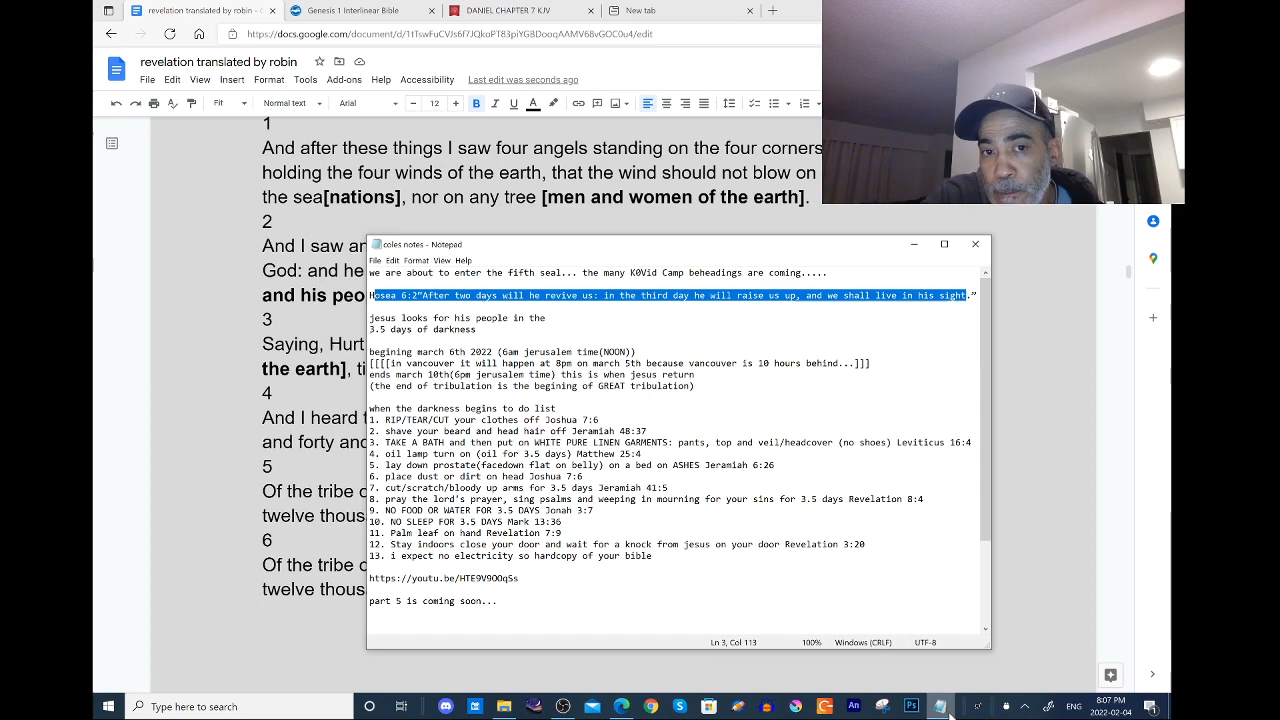 revelation translated by robin - 
Genesis 1 Interlinear Bible
DANIEL CHAPTER 7 KJV
New tab
https://docs.google.com/document/d/1tTswFuCVJs6f7JQkoPT83piYGBDooqAAMV68vGOC0u4/edit
revelation translated by robin
File Edit View Insert Format Tools Add-ons Help Accessibility Last edit was seconds ago
Fit Normal text Arial 12 B I U A
1
And after these things I saw four angels standing on the four corners
holding the four winds of the earth, that the wind should not blow on
the sea[nations], nor on any tree [men and women of the earth].
2
And I saw an
God: and he
and his peo
3
Saying, Hurt
the earth], t
4
And I heard t
and forty and
5
Of the tribe o
twelve thous
6
Of the tribe o
twelve thous
coles notes - Notepad
File Edit Format View Help
we are about to enter the fifth seal... the many K0Vid Camp beheadings are coming.....
Hosea 6:2"After two days will he revive us: in the third day he will raise us up, and we shall live in his sight."
jesus looks for his people in the
3.5 days of darkness
begining march 6th 2022 (6am jerusalem time(NOON))
[[[[in vancouver it will happen at 8pm on march 5th because vancouver is 10 hours behind...]]]
ends march 10th(6pm jerusalem time) this is when jesus return
(the end of tribulation is the begining of GREAT tribulation)
when the darkness begins to do list
1. RIP/TEAR/CUT your clothes off Joshua 7:6
2. shave your beard and head hair off Jeramiah 48:37
3. TAKE A BATH and then put on WHITE PURE LINEN GARMENTS: pants, top and veil/headcover (no shoes) Leviticus 16:4
4. oil lamp turn on (oil for 3.5 days) Matthew 25:4
5. lay down prostate(facedown flat on belly) on a bed on ASHES Jeramiah 6:26
6. place dust or dirt on head Joshua 7:6
7. cut/scratch/bloody up arms for 3.5 days Jeramiah 41:5
8. pray the lord's prayer, sing psalms and weeping in mourning for your sins for 3.5 days Revelation 8:4
9. NO FOOD OR WATER FOR 3.5 DAYS Jonah 3:7
10. NO SLEEP FOR 3.5 DAYS Mark 13:36
11. Palm leaf on hand Revelation 7:9
12. Stay indoors close your door and wait for a knock from jesus on your door Revelation 3:20
13. i expect no electricity so hardcopy of your bible
https://youtu.be/HTE9V9OOqSs
part 5 is coming soon...
Ln 3, Col 113 100% Windows (CRLF) UTF-8
Type here to search
An Ps
ENG
8:07 PM
2022-02-04